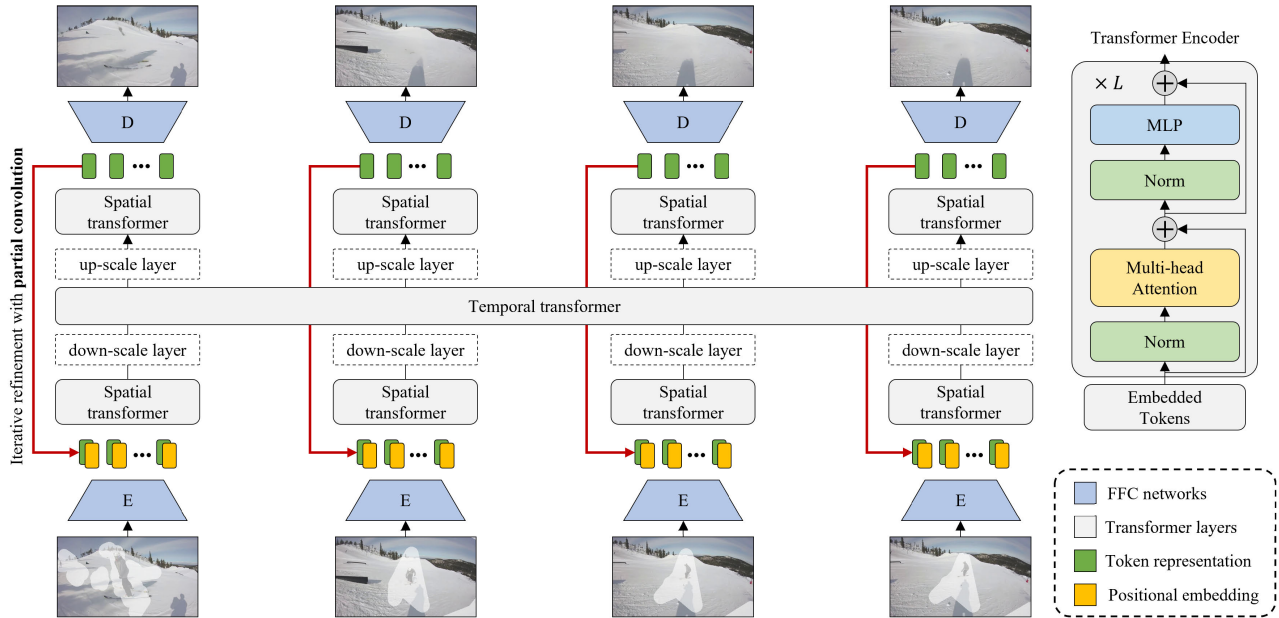 Iterative refinement with partial convolution
D
D
D
D
Spatial
transformer
Spatial
transformer
Spatial
transformer
Spatial
transformer
up-scale layer
up-scale layer
up-scale layer
up-scale layer
Temporal transformer
down-scale layer
down-scale layer
down-scale layer
down-scale layer
Spatial
transformer
Spatial
transformer
Spatial
transformer
Spatial
transformer
E
E
E
E
Transformer Encoder
× L
MLP
Norm
Multi-head
Attention
Norm
Embedded
Tokens
FFC networks
Transformer layers
Token representation
Positional embedding